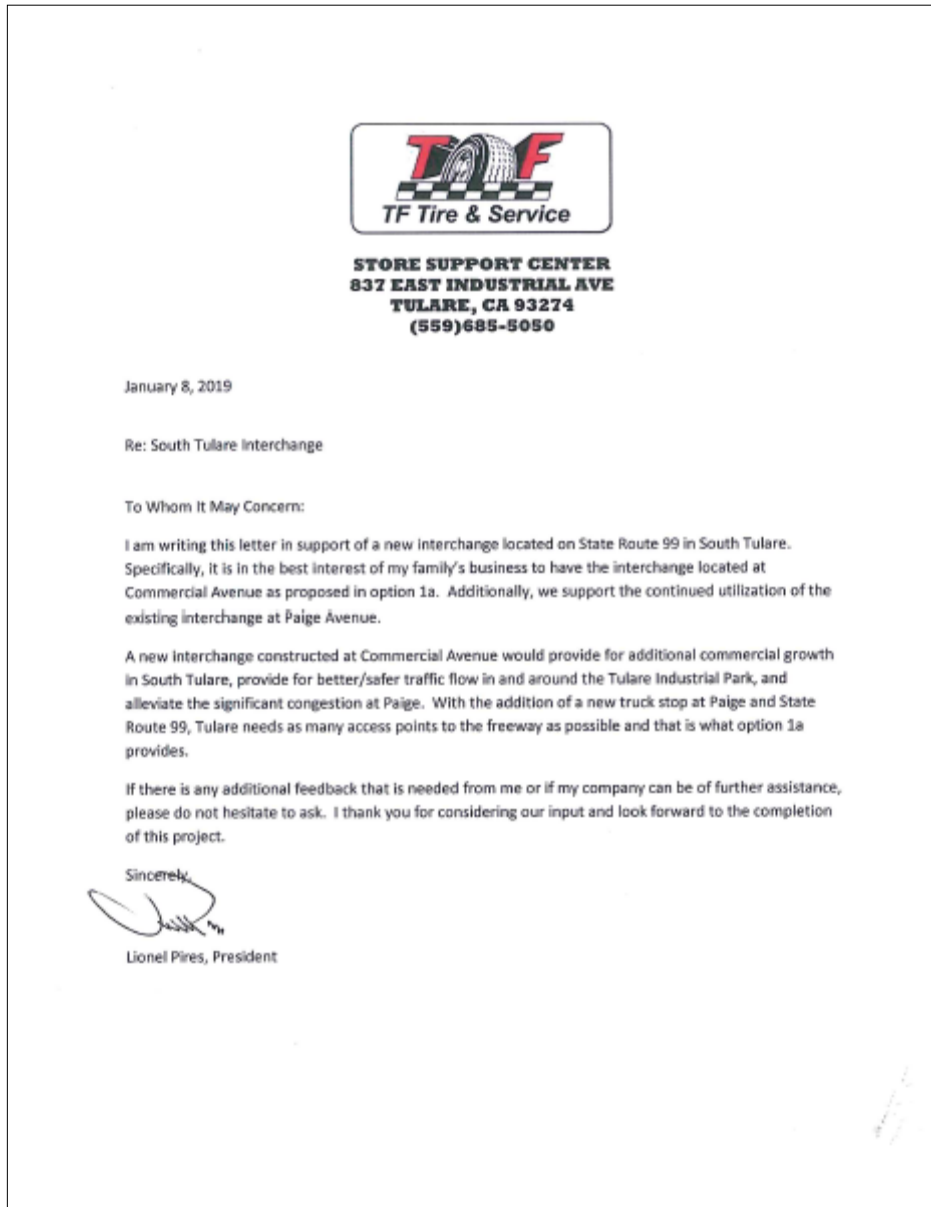 TF
TF Tire & Service
STORE SUPPORT CENTER
837 EAST INDUSTRIAL AVE
TULARE, CA 93274
(559)685-5050
January 8, 2019
Re: South Tulare Interchange
To Whom It May Concern:
I am writing this letter in support of a new interchange located on State Route 99 in South Tulare.
Specifically, it is in the best interest of my family's business to have the interchange located at
Commercial Avenue as proposed in option 1a. Additionally, we support the continued utilization of the
existing interchange at Paige Avenue.
A new interchange constructed at Commercial Avenue would provide for additional commercial growth
in South Tulare, provide for better/safer traffic flow in and around the Tulare Industrial Park, and
alleviate the significant congestion at Paige. With the addition of a new truck stop at Paige and State
Route 99, Tulare needs as many access points to the freeway as possible and that is what option 1a
provides.
If there is any additional feedback that is needed from me or if my company can be of further assistance,
please do not hesitate to ask. I thank you for considering our input and look forward to the completion
of this project.
Sincerely,
Lionel Pires, President